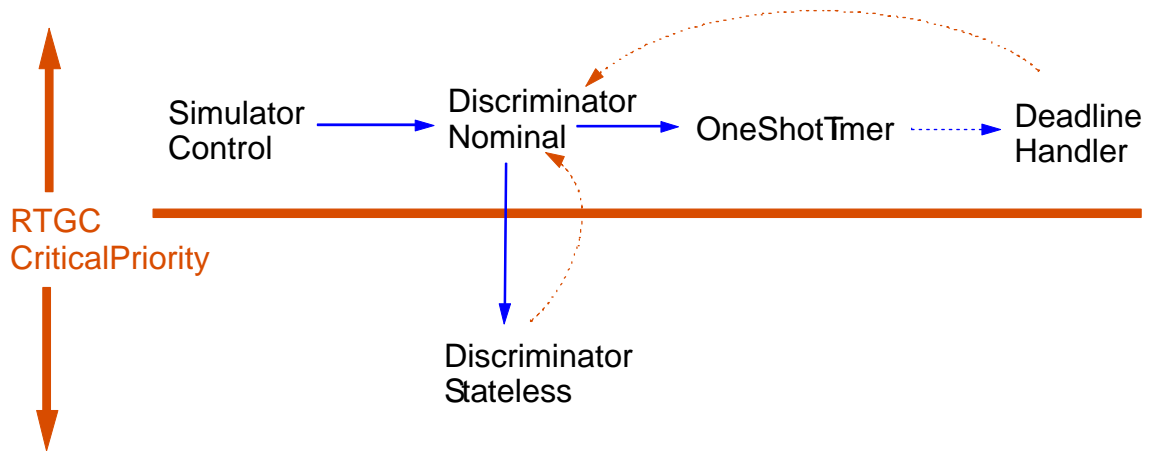 Simulator
Control
Discriminator
Nominal
OneShotTimer
Deadline
Handler
RTGC
CriticalPriority
Discriminator
Stateless